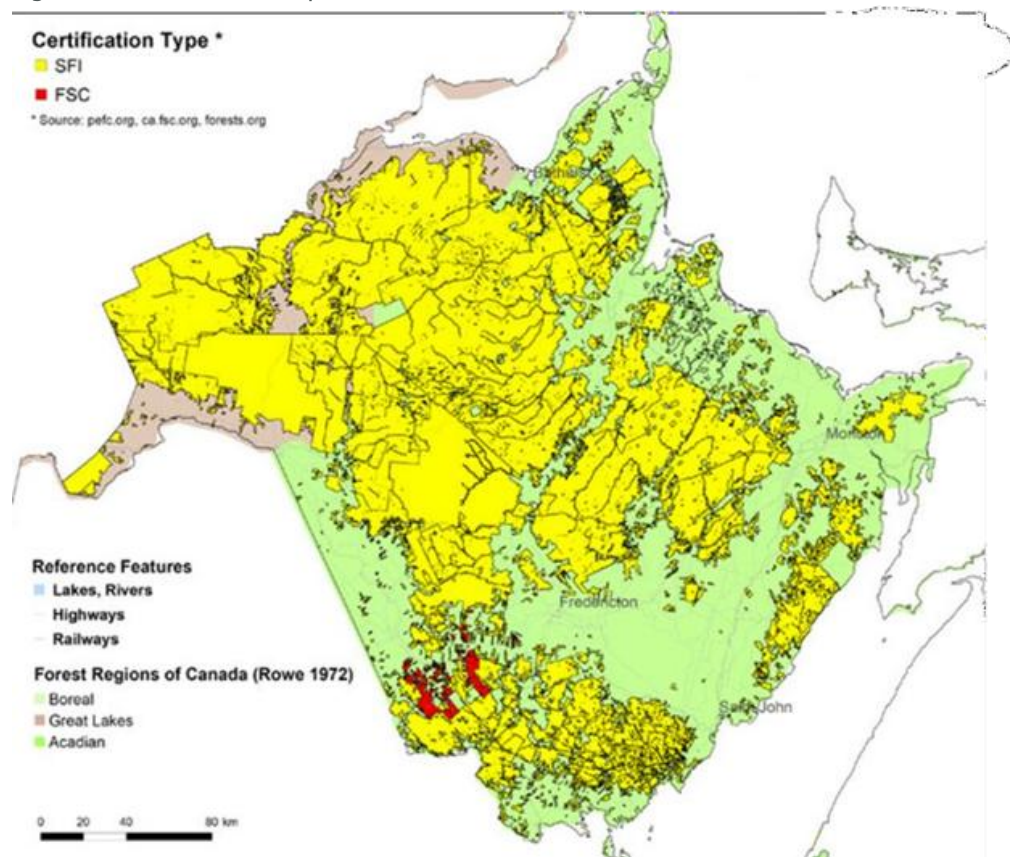 Certification Type *
SFI
FSC
* Source: pefc.org, ca.fsc.org, forests.org
Bathurst
Moncton
Fredericton
Saint John
Reference Features
Lakes, Rivers
Highways
Railways
Forest Regions of Canada (Rowe 1972)
Boreal
Great Lakes
Acadian
0 20 40 80 km